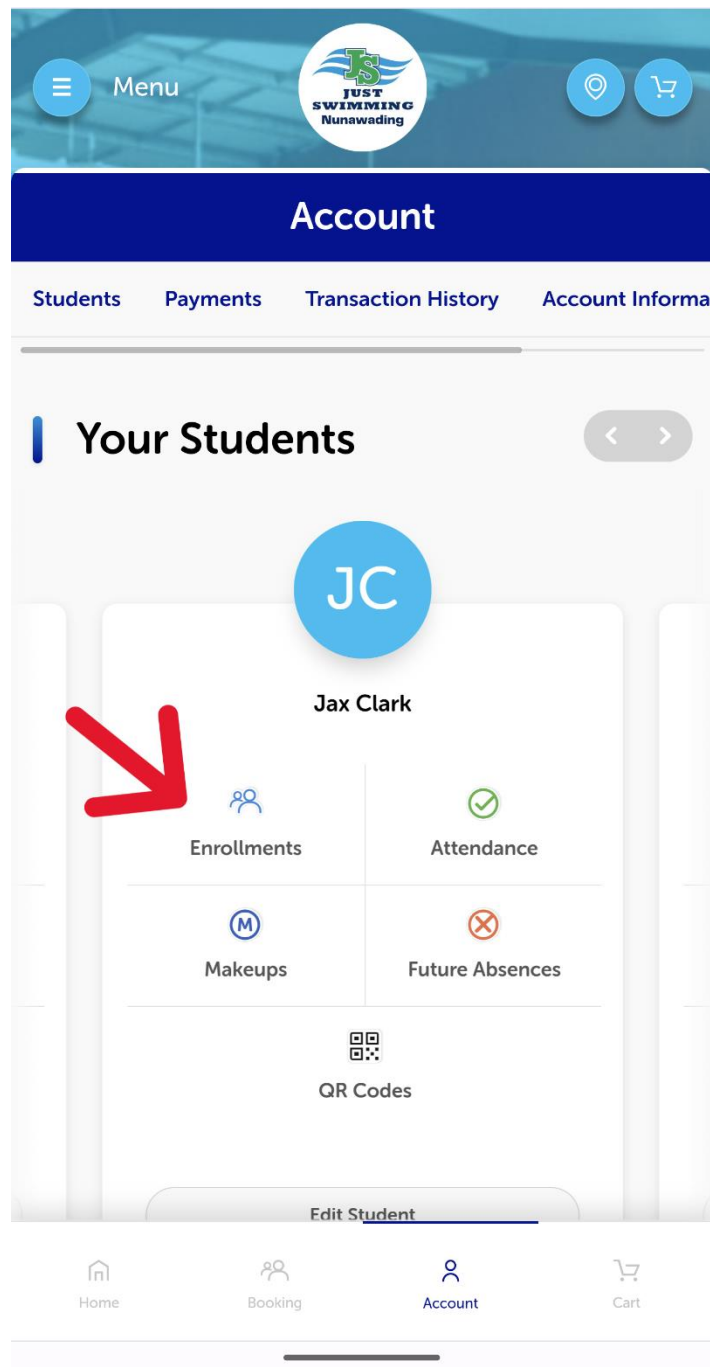 Menu
JS
JUST
SWIMMING
Nunawading
Account
Students Payments Transaction History Account Informa
Your Students
JC
Jax Clark
Enrollments Attendance
M
Makeups Future Absences
QR Codes
Edit Student
Home Booking Account Cart